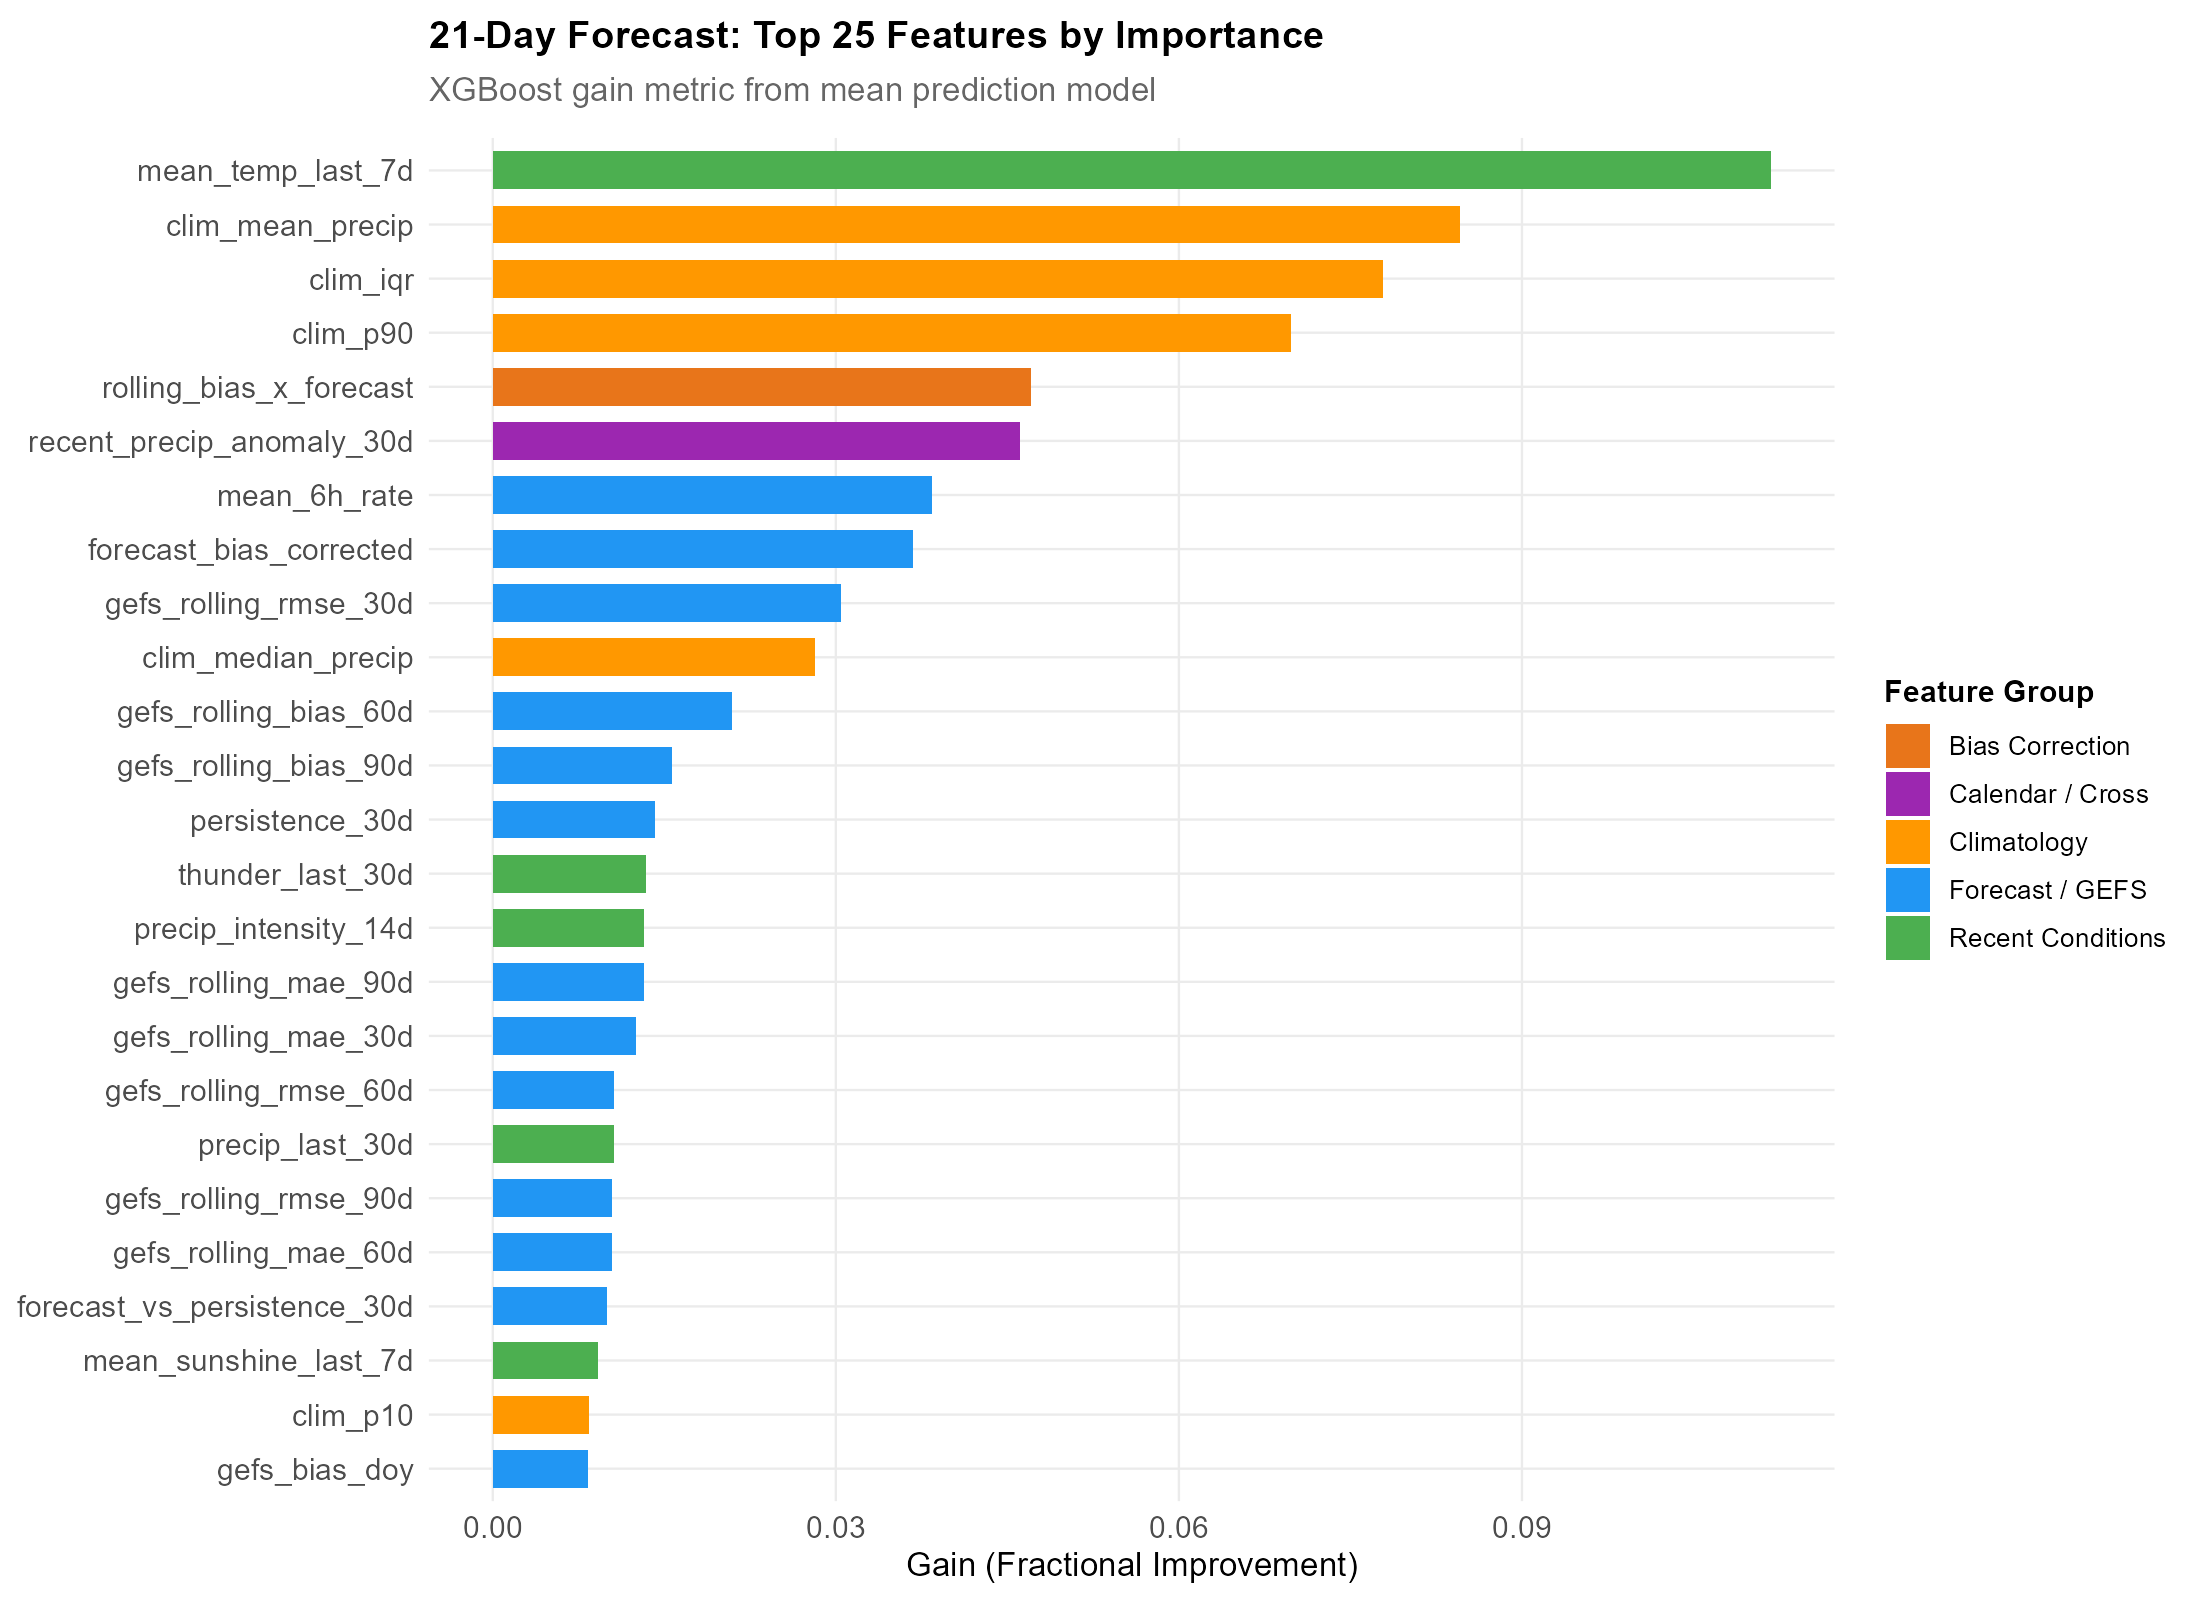 21-Day Forecast: Top 25 Features by Importance
XGBoost gain metric from mean prediction model
mean_temp_last_7d
clim_mean_precip
clim_iqr
clim_p90
rolling_bias_x_forecast
recent_precip_anomaly_30d
mean_6h_rate
forecast_bias_corrected
gefs_rolling_rmse_30d
clim_median_precip
gefs_rolling_bias_60d
gefs_rolling_bias_90d
persistence_30d
thunder_last_30d
precip_intensity_14d
gefs_rolling_mae_90d
gefs_rolling_mae_30d
gefs_rolling_rmse_60d
precip_last_30d
gefs_rolling_rmse_90d
gefs_rolling_mae_60d
forecast_vs_persistence_30d
mean_sunshine_last_7d
clim_p10
gefs_bias_doy
0.00 0.03 0.06 0.09
Gain (Fractional Improvement)
Feature Group
Bias Correction
Calendar / Cross
Climatology
Forecast / GEFS
Recent Conditions